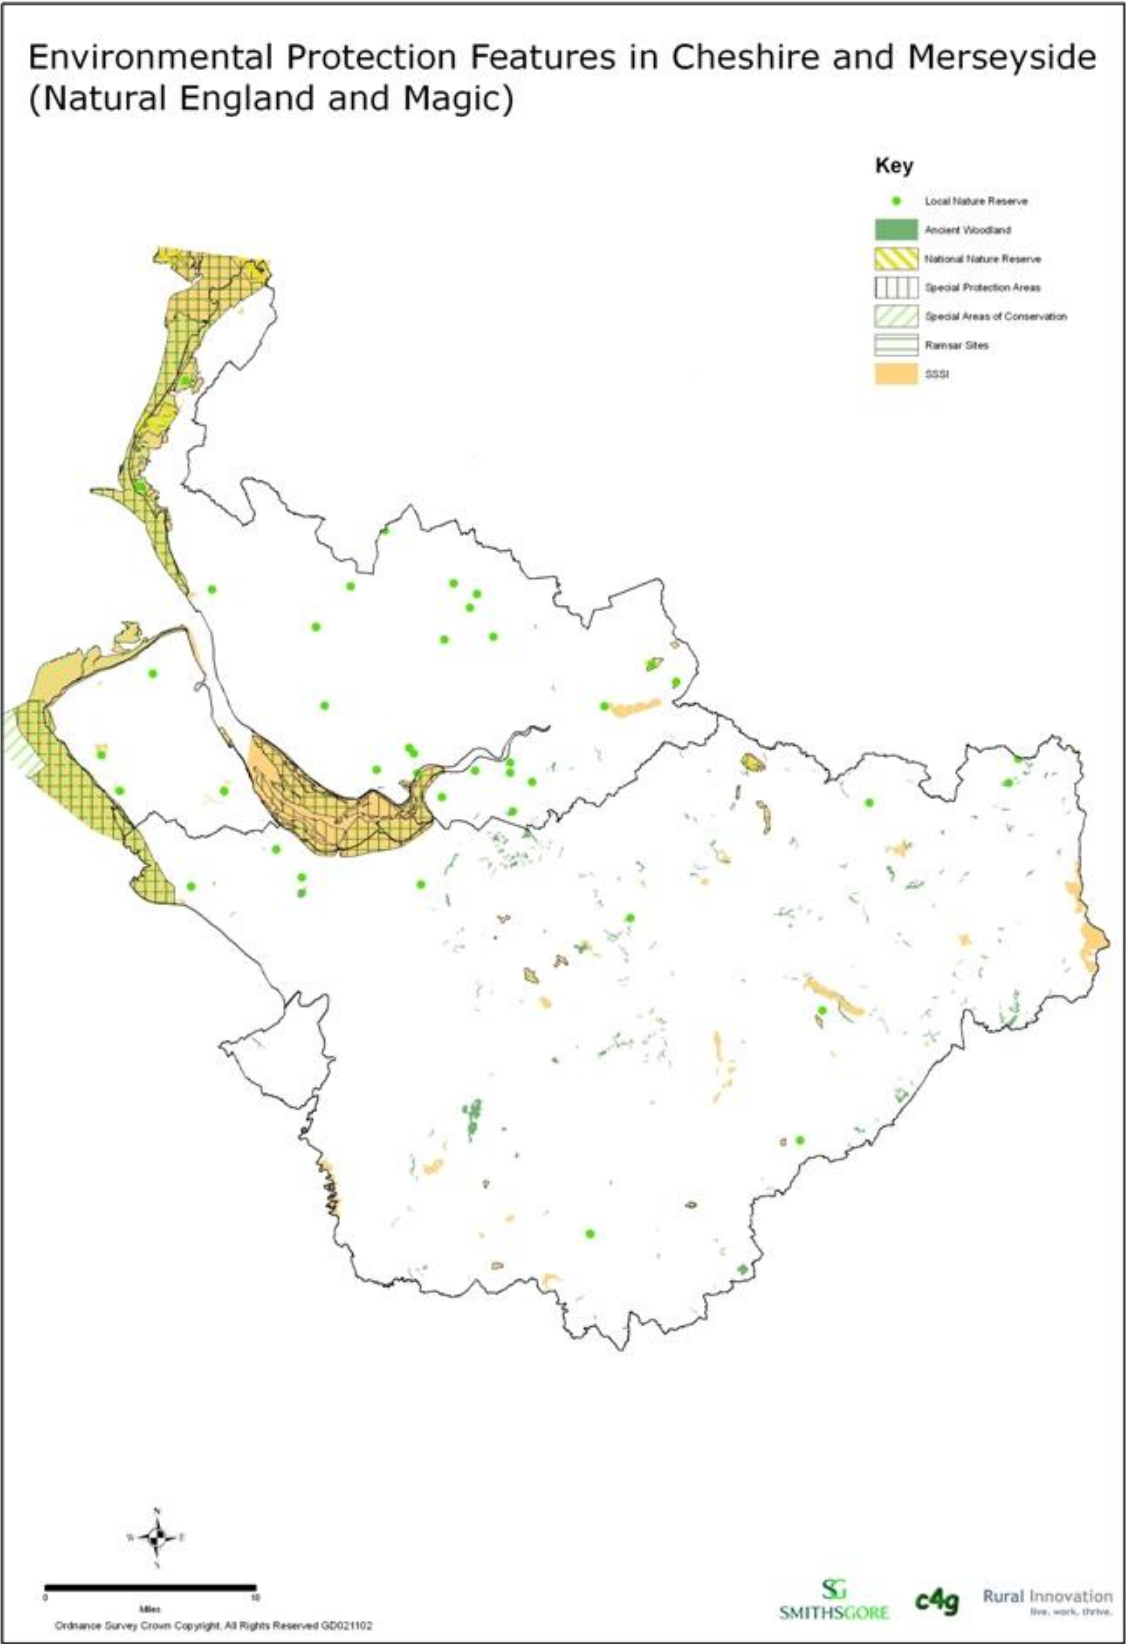 Environmental Protection Features in Cheshire and Merseyside
(Natural England and Magic)
Key
Local Nature Reserve
Ancient Woodland
National Nature Reserve
Special Protection Areas
Special Areas of Conservation
Ramsar Sites
SSSI
N
W E
S
0 10
Miles
Ordnance Survey Crown Copyright. All Rights Reserved GD021102
SG
SMITHSGORE
c4g
Rural Innovation
live. work. thrive.